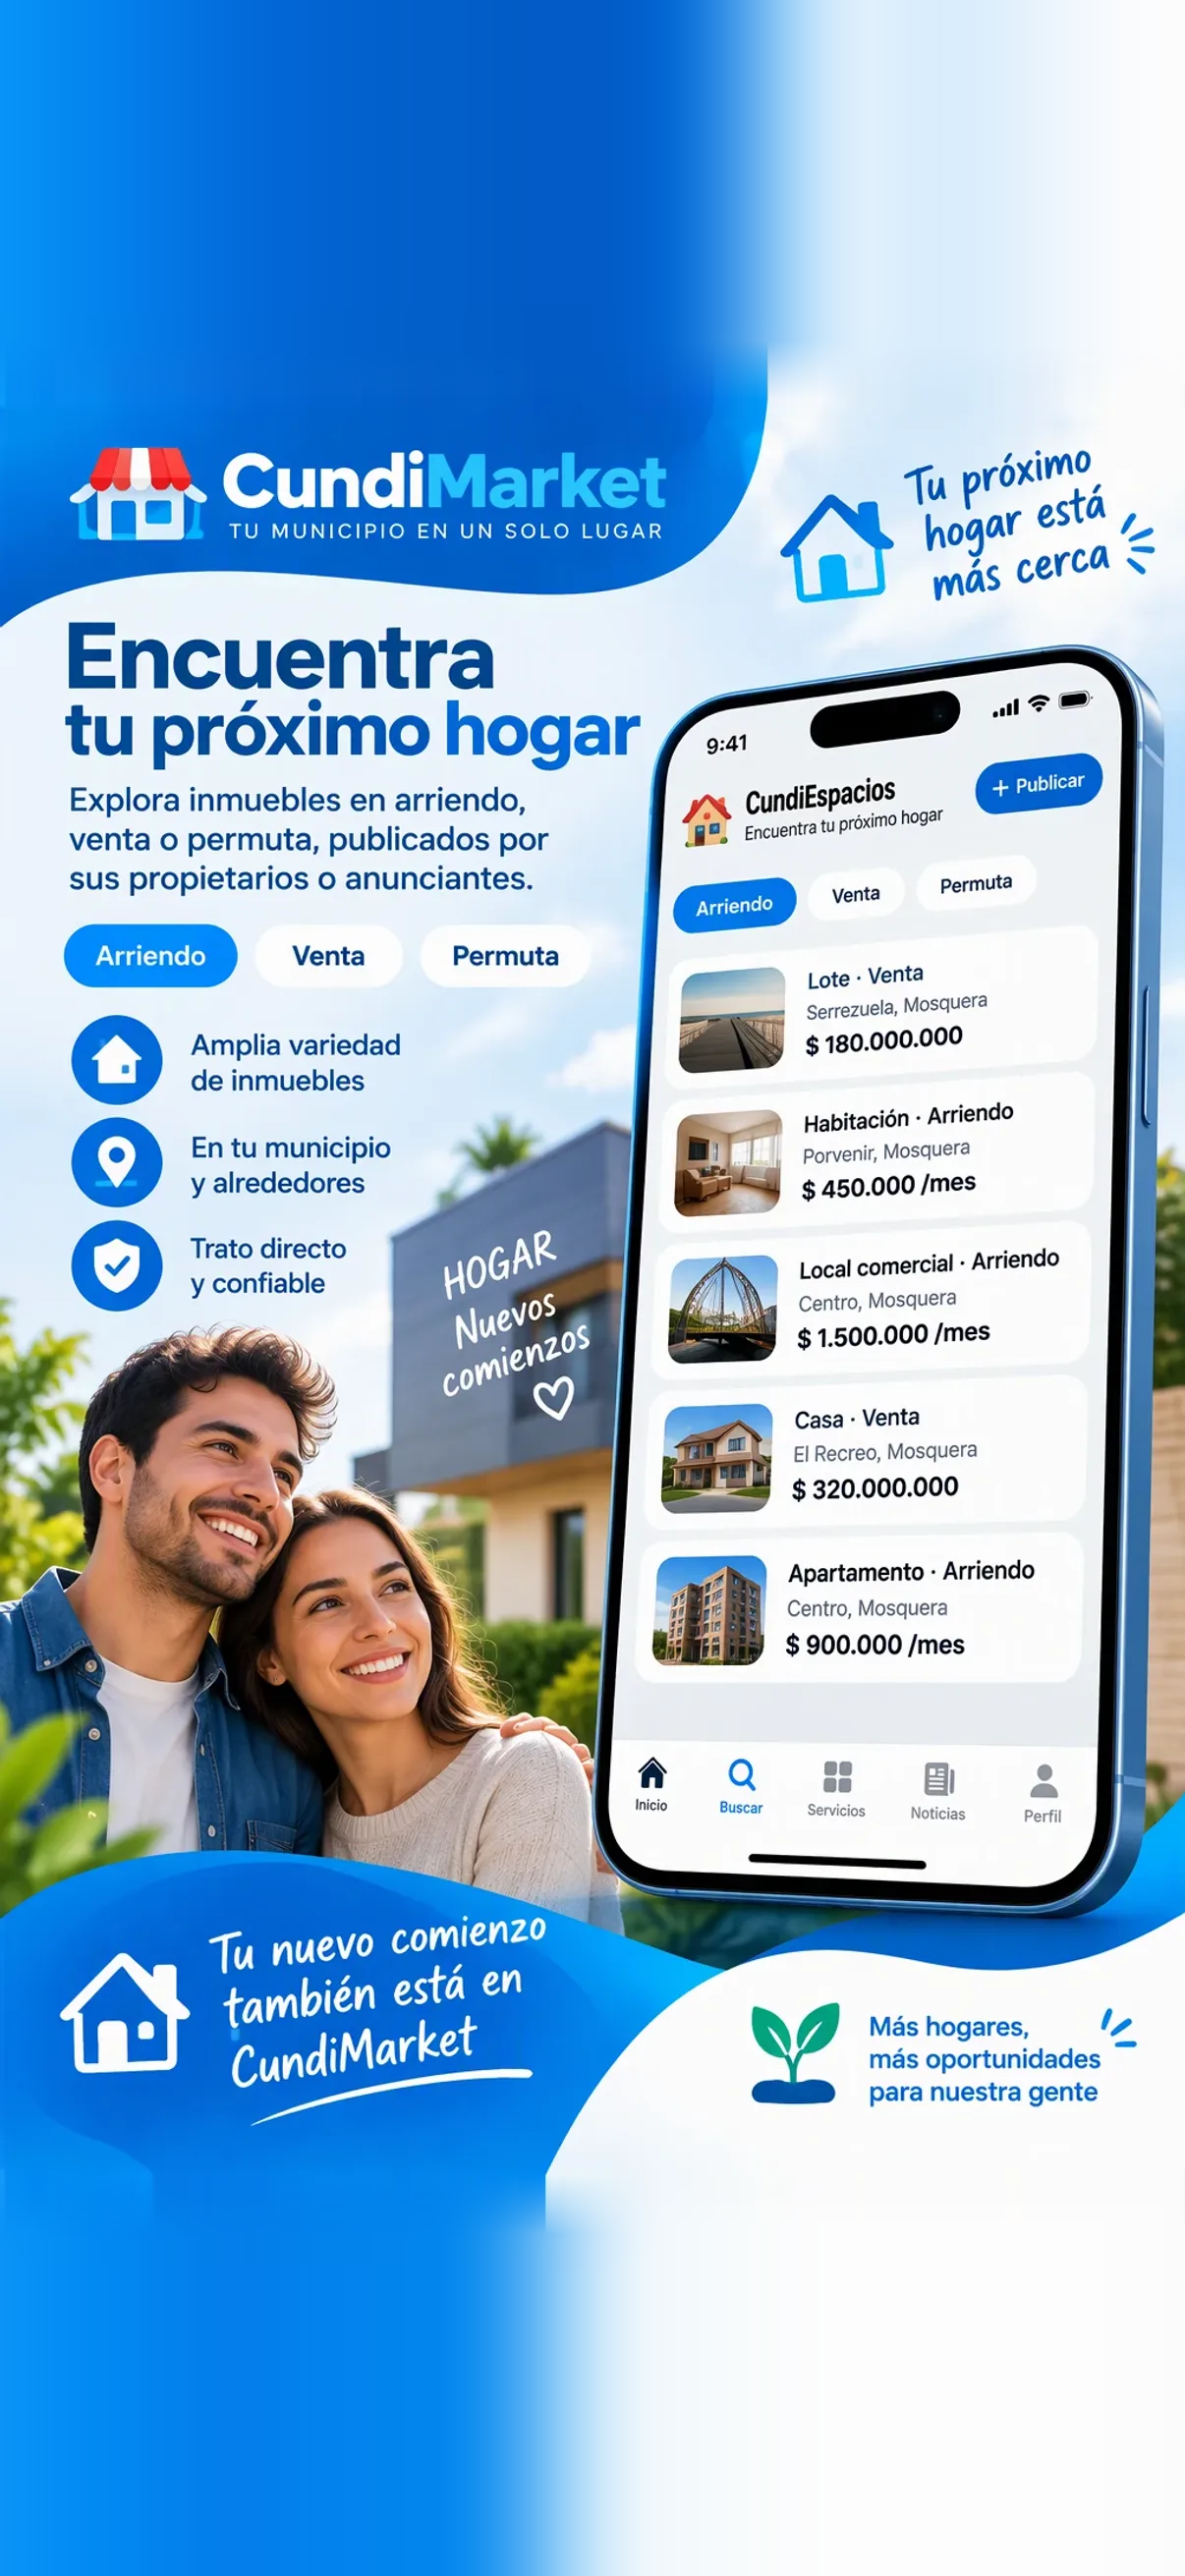 CundiMarket
TU MUNICIPIO EN UN SOLO LUGAR
Tu próximo
hogar está
más cerca
Encuentra
tu próximo hogar
Explora inmuebles en arriendo,
venta o permuta, publicados por
sus propietarios o anunciantes.
Arriendo Venta Permuta
Amplia variedad
de inmuebles
En tu municipio
y alrededores
Trato directo
y confiable
HOGAR
Nuevos
comienzos
9:41
CundiEspacios
Encuentra tu próximo hogar
+ Publicar
Arriendo Venta Permuta
Lote · Venta
Serrezuela, Mosquera
$ 180.000.000
Habitación · Arriendo
Porvenir, Mosquera
$ 450.000 /mes
Local comercial · Arriendo
Centro, Mosquera
$ 1.500.000 /mes
Casa · Venta
El Recreo, Mosquera
$ 320.000.000
Apartamento · Arriendo
Centro, Mosquera
$ 900.000 /mes
Inicio Buscar Servicios Noticias Perfil
Tu nuevo comienzo
también está en
CundiMarket
Más hogares,
más oportunidades
para nuestra gente